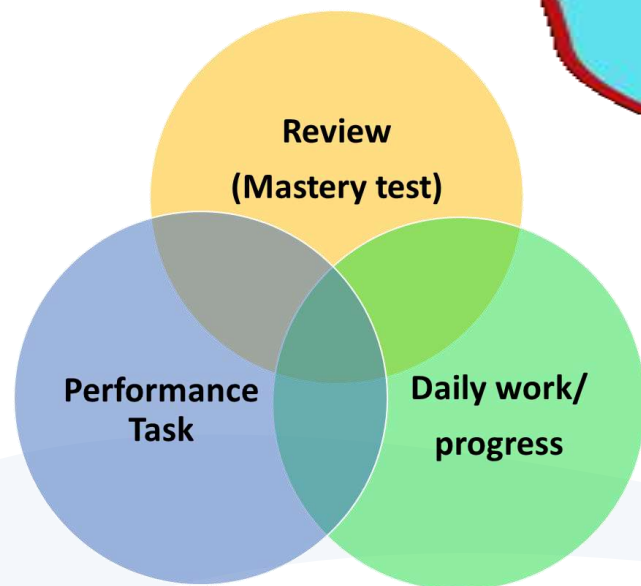 Review
(Mastery test)
Performance
Task
Daily work/
progress